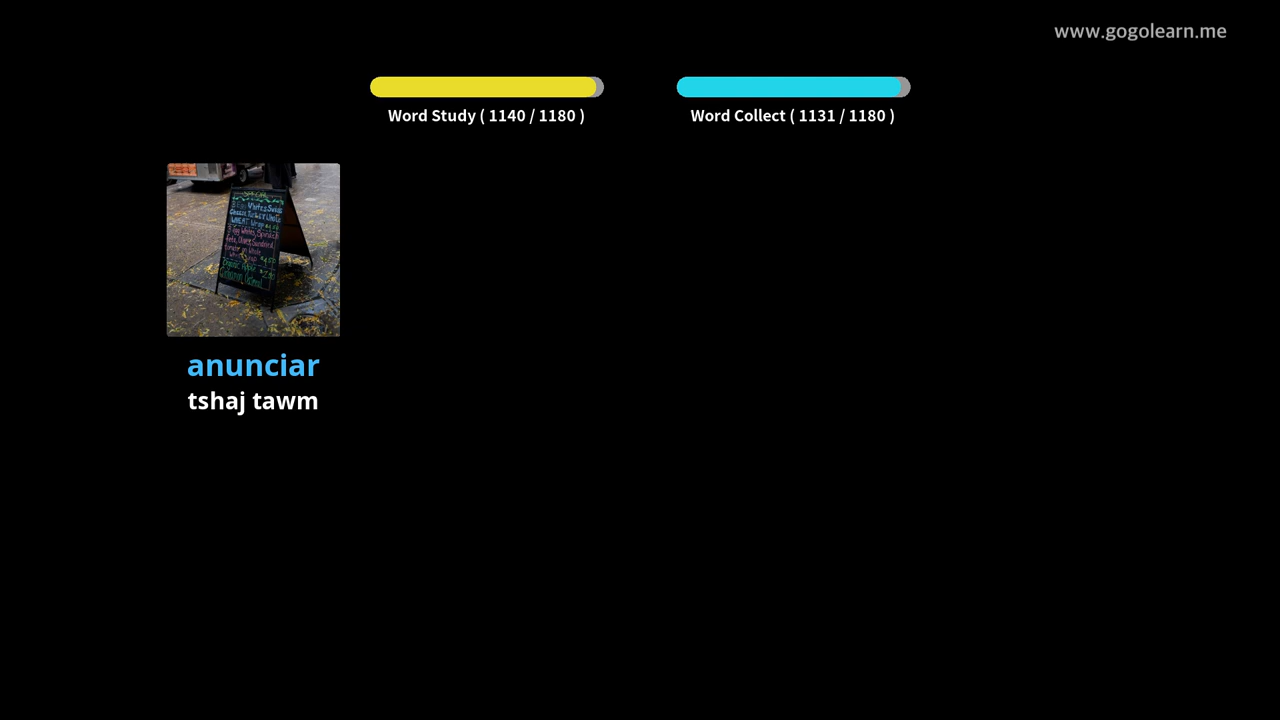 www.gogolearn.me
Word Study ( 1140 / 1180 )
Word Collect ( 1131 / 1180 )
anunciar
tshaj tawm